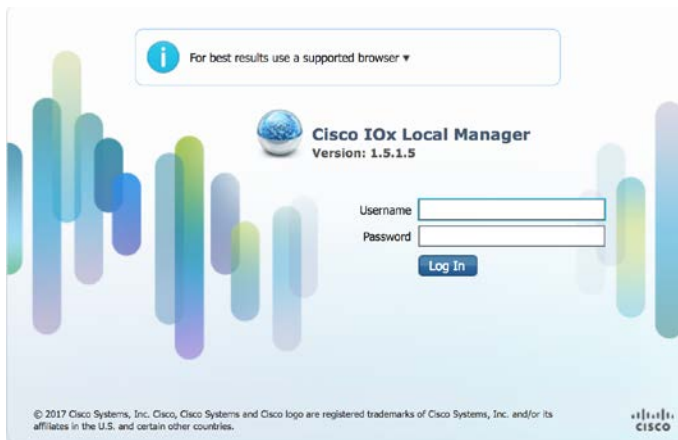 For best results use a supported browser ▾
Cisco IOx Local Manager
Version: 1.5.1.5
Username
Password
Log In
© 2017 Cisco Systems, Inc. Cisco, Cisco Systems and Cisco logo are registered trademarks of Cisco Systems, Inc. and/or its
affiliates in the U.S. and certain other countries.
CISCO